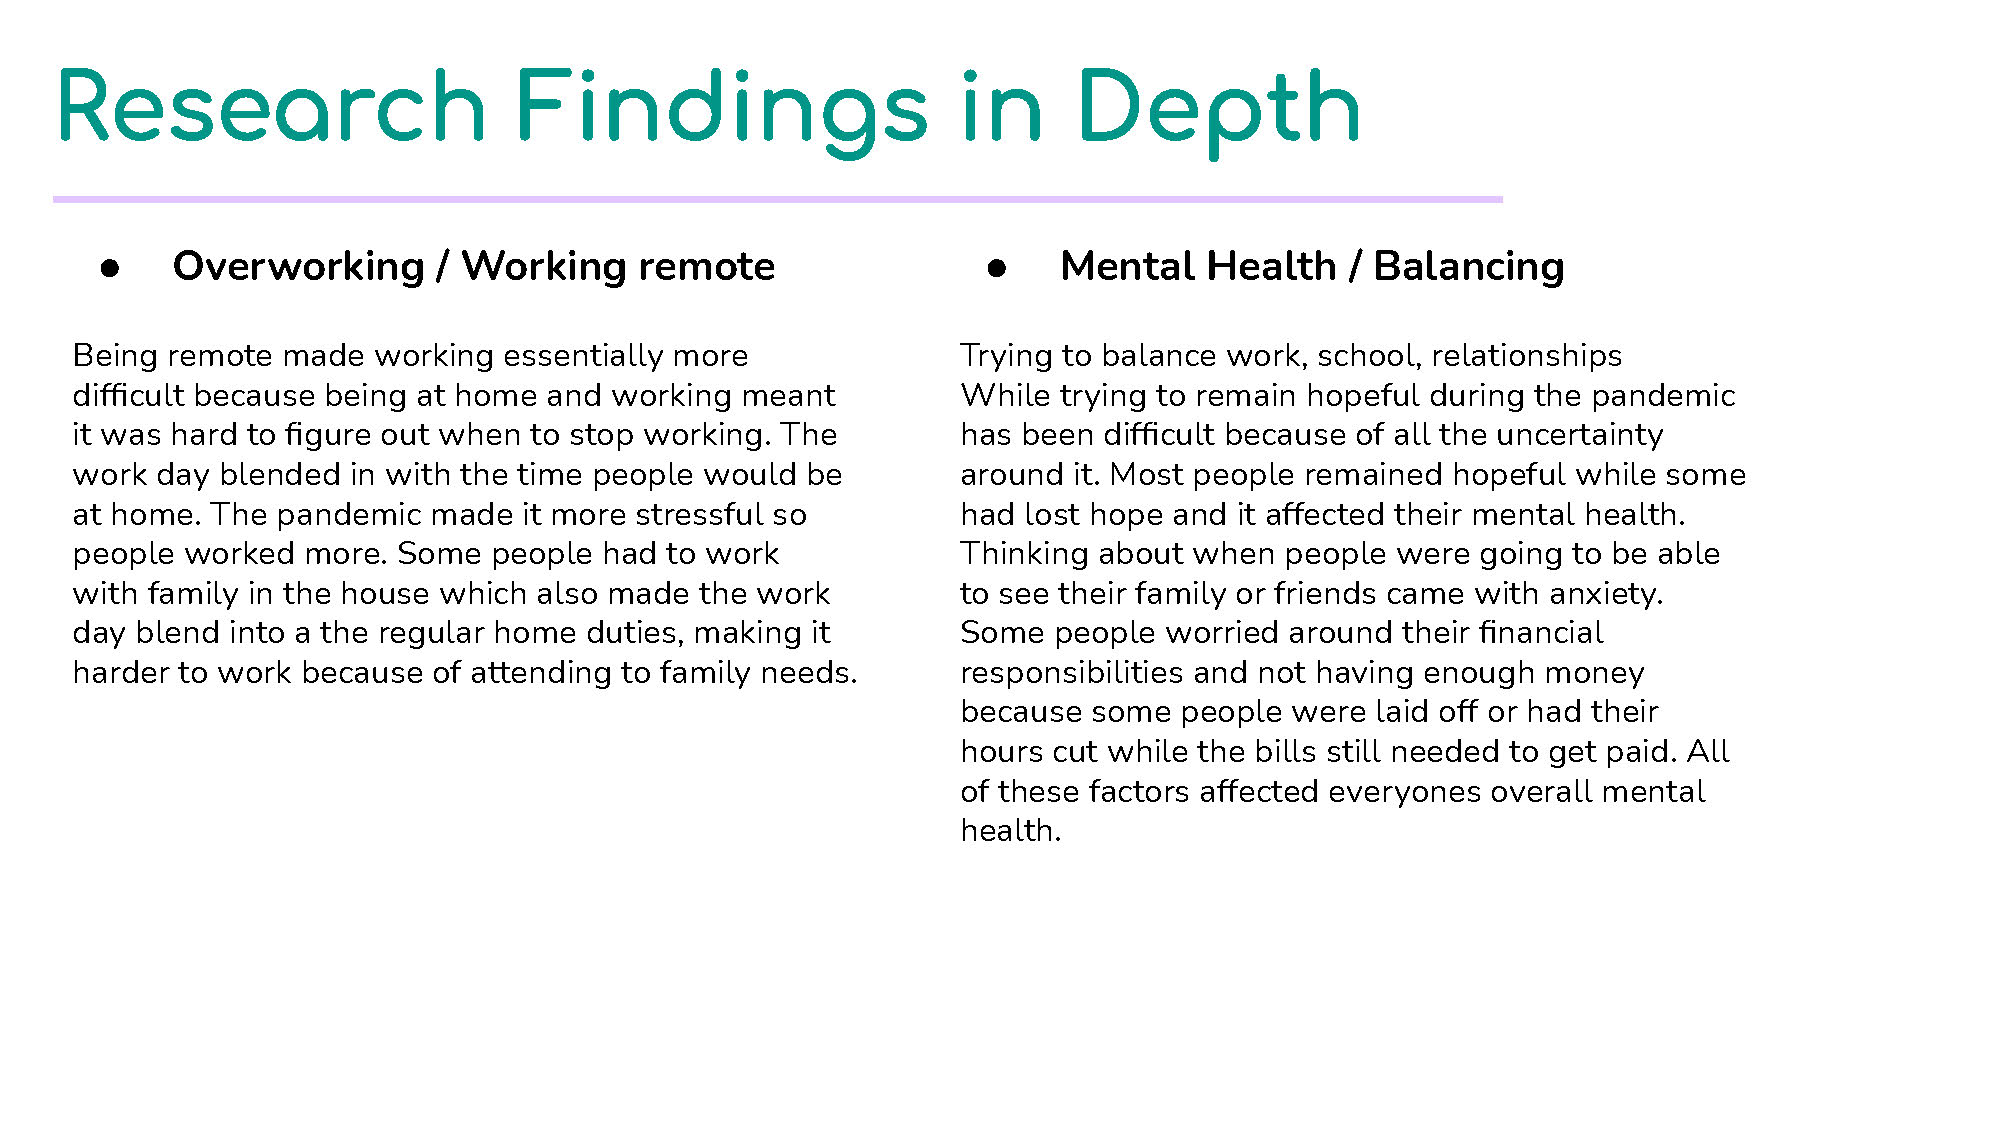 Research Findings in Depth
● Overworking / Working remote
Being remote made working essentially more
difficult because being at home and working meant
it was hard to figure out when to stop working. The
work day blended in with the time people would be
at home. The pandemic made it more stressful so
people worked more. Some people had to work
with family in the house which also made the work
day blend into a the regular home duties, making it
harder to work because of attending to family needs.
● Mental Health / Balancing
Trying to balance work, school, relationships
While trying to remain hopeful during the pandemic
has been difficult because of all the uncertainty
around it. Most people remained hopeful while some
had lost hope and it affected their mental health.
Thinking about when people were going to be able
to see their family or friends came with anxiety.
Some people worried around their financial
responsibilities and not having enough money
because some people were laid off or had their
hours cut while the bills still needed to get paid. All
of these factors affected everyones overall mental
health.